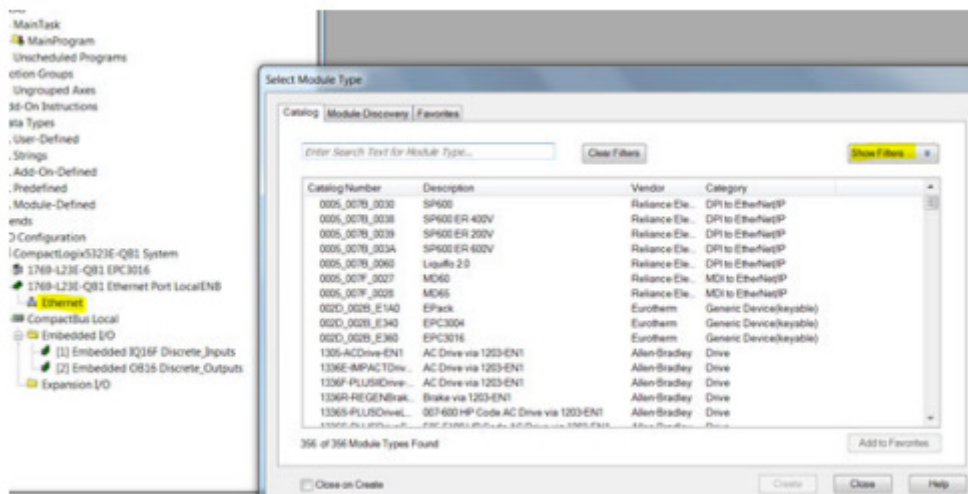 MainTask
MainProgram
Unscheduled Programs
otion Groups
Ungrouped Axes
dd-On Instructions
ata Types
User-Defined
Strings
Add-On-Defined
Predefined
Module-Defined
ends
O Configuration
CompactLogix5323E-QB1 System
1769-L23E-QB1 EPC3016
1769-L23E-QB1 Ethernet Port LocalENB
Ethernet
CompactBus Local
Embedded I/O
[1] Embedded IQ16F Discrete_Inputs
[2] Embedded OB16 Discrete_Outputs
Expansion I/O
Select Module Type
Catalog Module Discovery Favorites
Enter Search Text for Module Type...
Clear Filters
Show Filters
Catalog Number Description Vendor Category
0005_007B_0030 SP600 Reliance Ele... DPI to EtherNet/IP
0005_007B_0038 SP600 ER 400V Reliance Ele... DPI to EtherNet/IP
0005_007B_0039 SP600 ER 200V Reliance Ele... DPI to EtherNet/IP
0005_007B_003A SP600 ER 600V Reliance Ele... DPI to EtherNet/IP
0005_007B_0060 Liquiflo 2.0 Reliance Ele... DPI to EtherNet/IP
0005_007F_0027 MD60 Reliance Ele... MDI to EtherNet/IP
0005_007F_0028 MD65 Reliance Ele... MDI to EtherNet/IP
002D_002B_E1A0 EPack Eurotherm Generic Device(keyable)
002D_002B_E340 EPC3004 Eurotherm Generic Device(keyable)
002D_002B_E360 EPC3016 Eurotherm Generic Device(keyable)
1305-ACDrive-EN1 AC Drive via 1203-EN1 Allen-Bradley Drive
1336E-IMPACTDriv... AC Drive via 1203-EN1 Allen-Bradley Drive
1336F-PLUSIIDrive-... AC Drive via 1203-EN1 Allen-Bradley Drive
1336R-REGENBrak... Brake via 1203-EN1 Allen-Bradley Drive
1336S-PLUSDriveL... 007-600 HP Code AC Drive via 1203-EN1 Allen-Bradley Drive
356 of 356 Module Types Found
Add to Favorites
Close on Create
Create
Close
Help